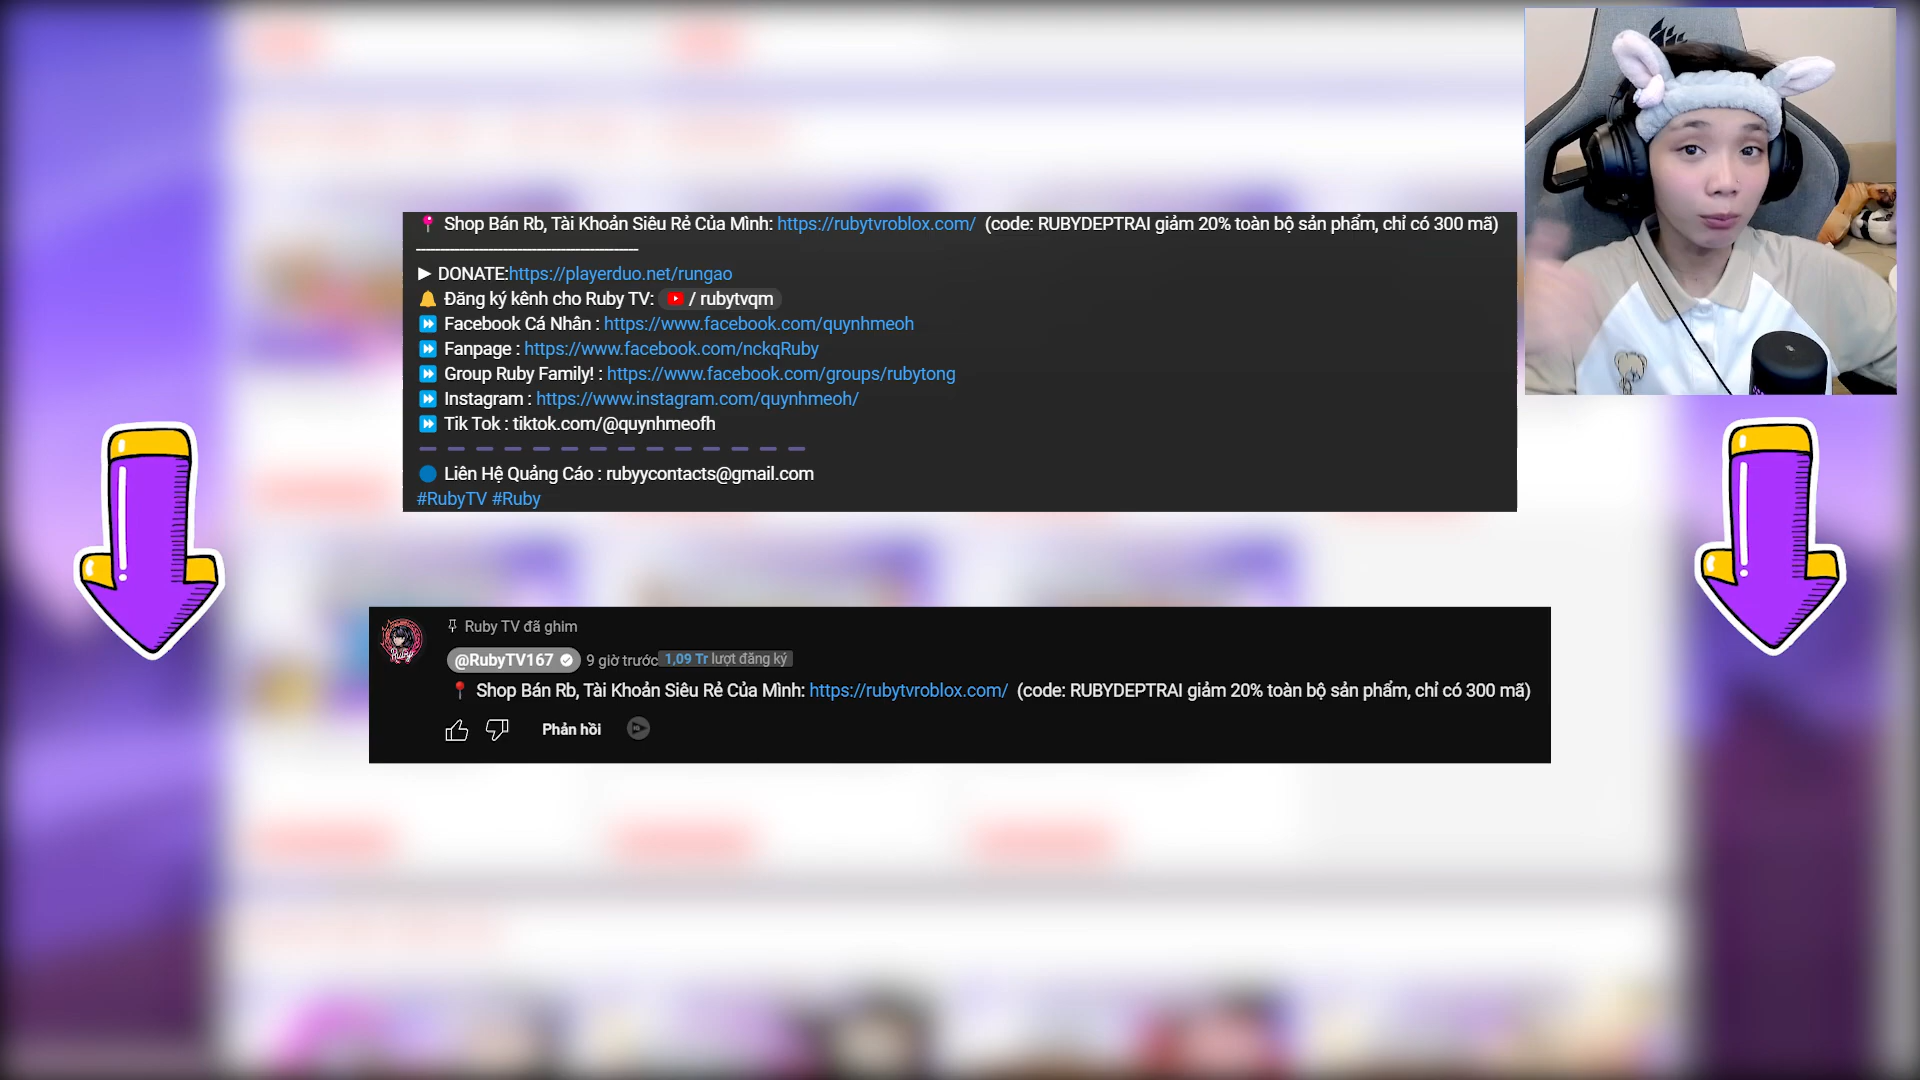 Shop Bán Rb, Tài Khoản Siêu Rẻ Của Mình: https://rubytvroblox.com/ (code: RUBYDEPTRAI giảm 20% toàn bộ sản phẩm, chỉ có 300 mã)
DONATE:https://playerduo.net/rungao
Đăng ký kênh cho Ruby TV: / rubytvqm
Facebook Cá Nhân : https://www.facebook.com/quynhmeoh
Fanpage : https://www.facebook.com/nckqRuby
Group Ruby Family! : https://www.facebook.com/groups/rubytong
Instagram : https://www.instagram.com/quynhmeoh/
Tik Tok : tiktok.com/@quynhmeofh
Liên Hệ Quảng Cáo : rubyycontacts@gmail.com
#RubyTV #Ruby
Ruby TV đã ghim
@RubyTV167 9 giờ trước 1,09 Tr lượt đăng ký
Shop Bán Rb, Tài Khoản Siêu Rẻ Của Mình: https://rubytvroblox.com/ (code: RUBYDEPTRAI giảm 20% toàn bộ sản phẩm, chỉ có 300 mã)
Phản hồi